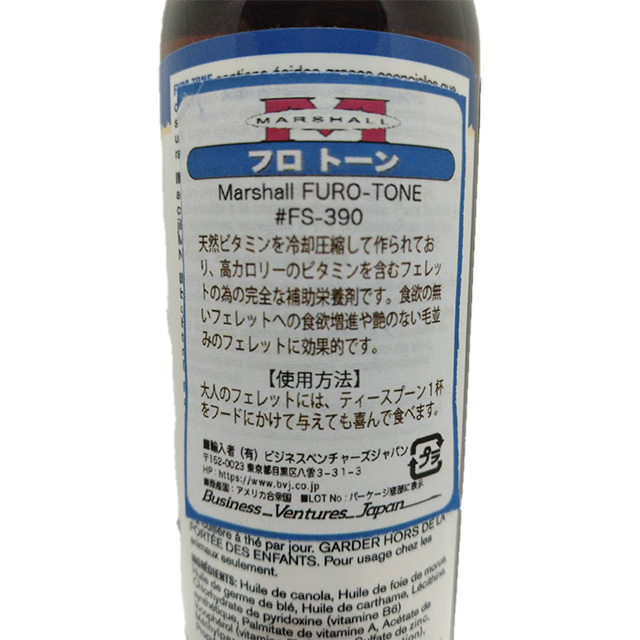 FURO-TONE contient
MARSHALL
フロ トーン
Marshall FURO-TONE
#FS-390
天然ビタミンを冷却圧縮して作られてお
り、高カロリーのビタミンを含むフェレッ
トの為の完全な補助栄養剤です。食欲の無
いフェレットへの食欲増進や艶のない毛並
みのフェレットに効果的です。
【使用方法】
大人のフェレットには、ティースプーン1杯
をフードにかけて与えても喜んで食べます。
■輸入者（有）ビジネスベンチャーズジャパン
〒152-0023 東京都目黒区八雲3-31-3
HP：https://www.bvj.co.jp
■原産国：アメリカ合衆国 ■LOT No：パーケージ底部に表示
プラ
Business_Ventures_Japan
cuillère à thé par jour. GARDER HORS DE LA
PORTÉE DES ENFANTS. Pour usage chez les
animaux seulement.
INGRÉDIENTS: Huile de canola, Huile de foie de morue,
Huile de germe de blé, Huile de carthame, Lécithine,
Chlorhydrate de pyridoxine (vitamine B6)
Palmitate de vitamine A, Acétate de
Sulfate de zinc,